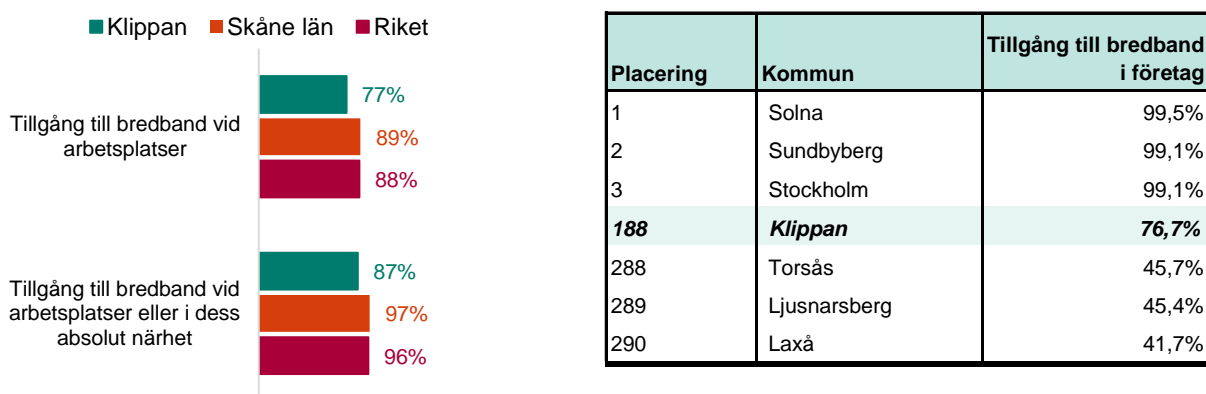 Klippan Skåne län Riket
Tillgång till bredband vid
arbetsplatser
77%
89%
88%
Tillgång till bredband vid
arbetsplatser eller i dess
absolut närhet
87%
97%
96%
Placering Kommun Tillgång till bredband i företag
1 Solna 99,5%
2 Sundbyberg 99,1%
3 Stockholm 99,1%
188 Klippan 76,7%
288 Torsås 45,7%
289 Ljusnarsberg 45,4%
290 Laxå 41,7%